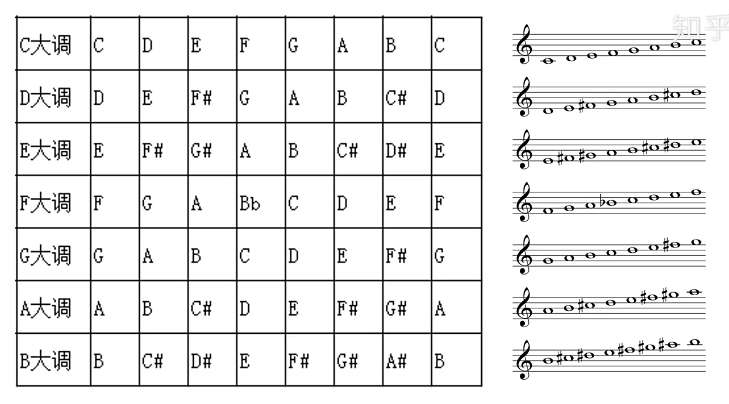 知乎
C大调 C D E F G A B C
D大调 D E F# G A B C# D
E大调 E F# G# A B C# D# E
F大调 F G A Bb C D E F
G大调 G A B C D E F# G
A大调 A B C# D E F# G# A
B大调 B C# D# E F# G# A# B